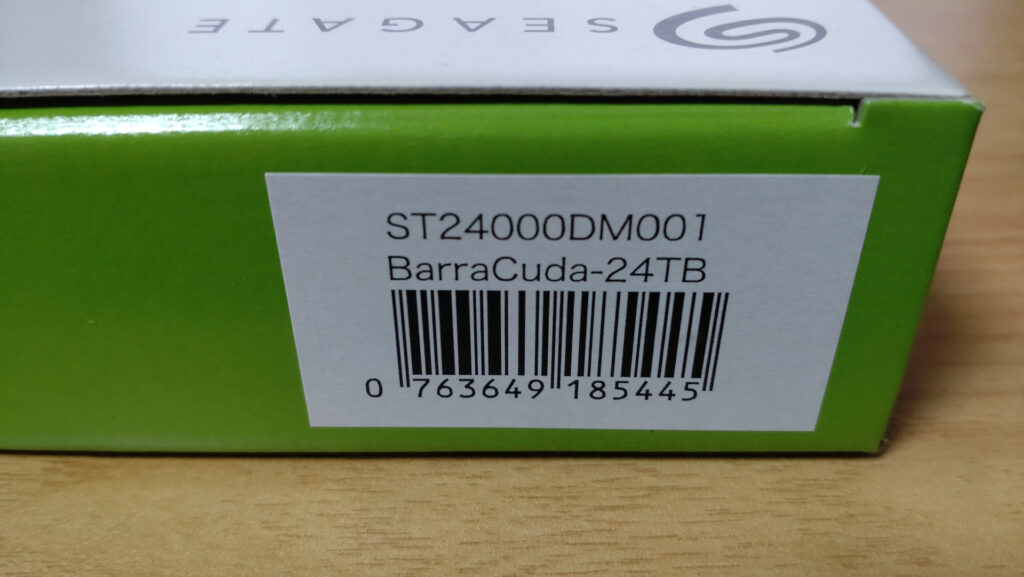 SEAGATE
ST24000DM001
BarraCuda-24TB
0 763649 185445